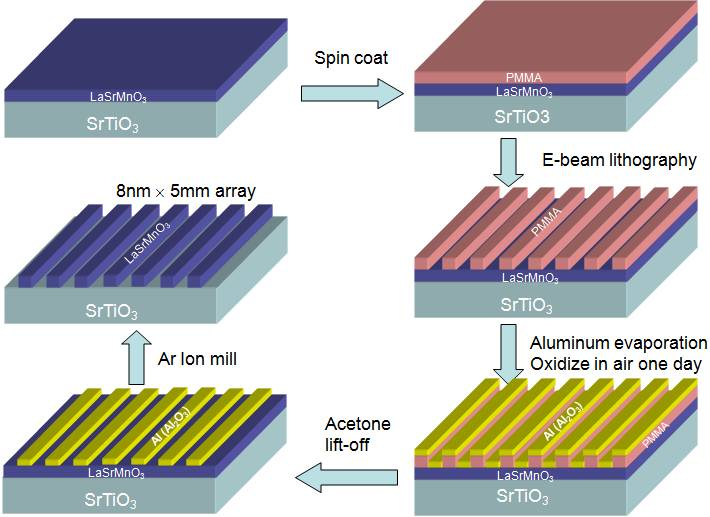 LaSrMnO₃
SrTiO₃
Spin coat
PMMA
LaSrMnO₃
SrTiO3
E-beam lithography
PMMA
LaSrMnO₃
SrTiO₃
Aluminum evaporation
Oxidize in air one day
Al (Al₂O₃)
PMMA
LaSrMnO₃
SrTiO₃
Acetone
lift-off
Al (Al₂O₃)
LaSrMnO₃
SrTiO₃
Ar Ion mill
8nm × 5mm array
LaSrMnO₃
SrTiO₃